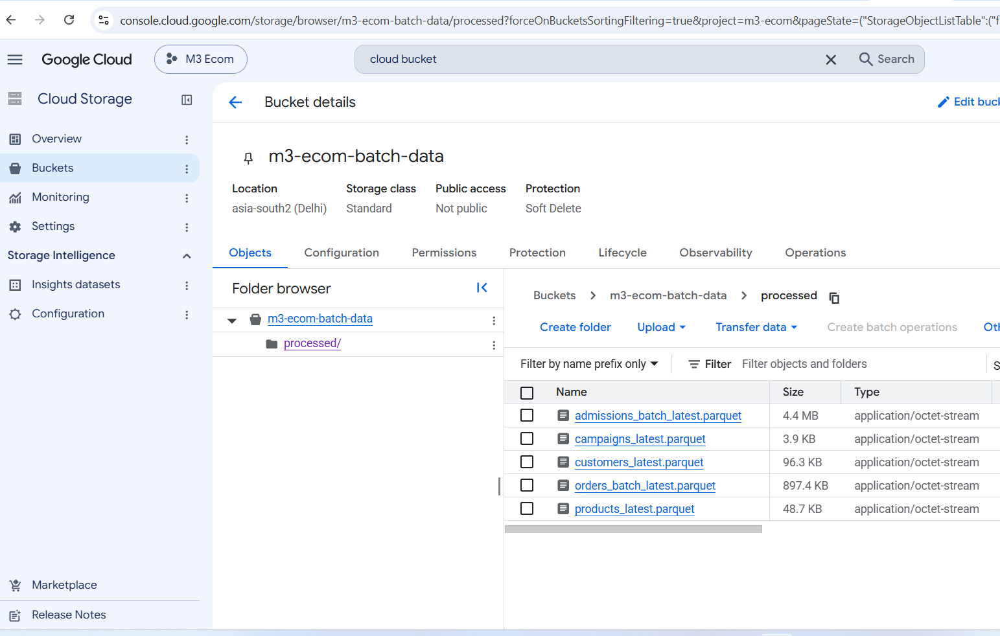 console.cloud.google.com/storage/browser/m3-ecom-batch-data/processed?forceOnBucketsSortingFiltering=true&project=m3-ecom&pageState=("StorageObjectListTable":("f
Google Cloud
M3 Ecom
cloud bucket
Search
Cloud Storage
Overview
Buckets
Monitoring
Settings
Storage Intelligence
Insights datasets
Configuration
Marketplace
Release Notes
Bucket details
Edit buck
m3-ecom-batch-data
Location Storage class Public access Protection
asia-south2 (Delhi) Standard Not public Soft Delete
Objects Configuration Permissions Protection Lifecycle Observability Operations
Folder browser
m3-ecom-batch-data
processed/
Buckets m3-ecom-batch-data processed
Create folder Upload Transfer data Create batch operations Oth
Filter by name prefix only Filter Filter objects and folders S
Name Size Type
admissions_batch_latest.parquet 4.4 MB application/octet-stream
campaigns_latest.parquet 3.9 KB application/octet-stream
customers_latest.parquet 96.3 KB application/octet-stream
orders_batch_latest.parquet 897.4 KB application/octet-stream
products_latest.parquet 48.7 KB application/octet-stream